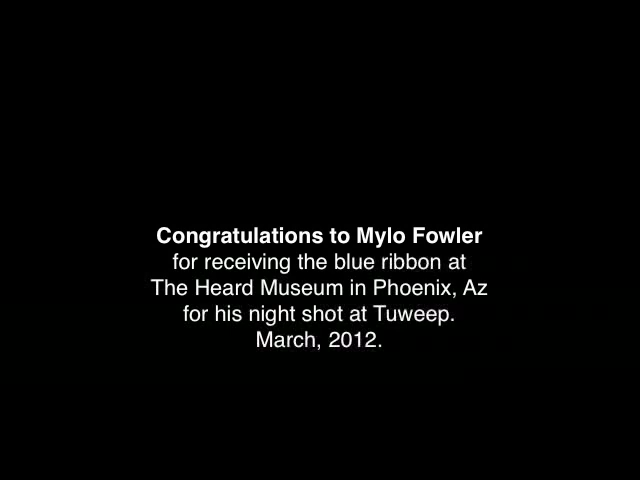 Congratulations to Mylo Fowler
for receiving the blue ribbon at
The Heard Museum in Phoenix, Az
for his night shot at Tuweep.
March, 2012.